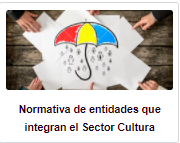 Normativa de entidades que
integran el Sector Cultura